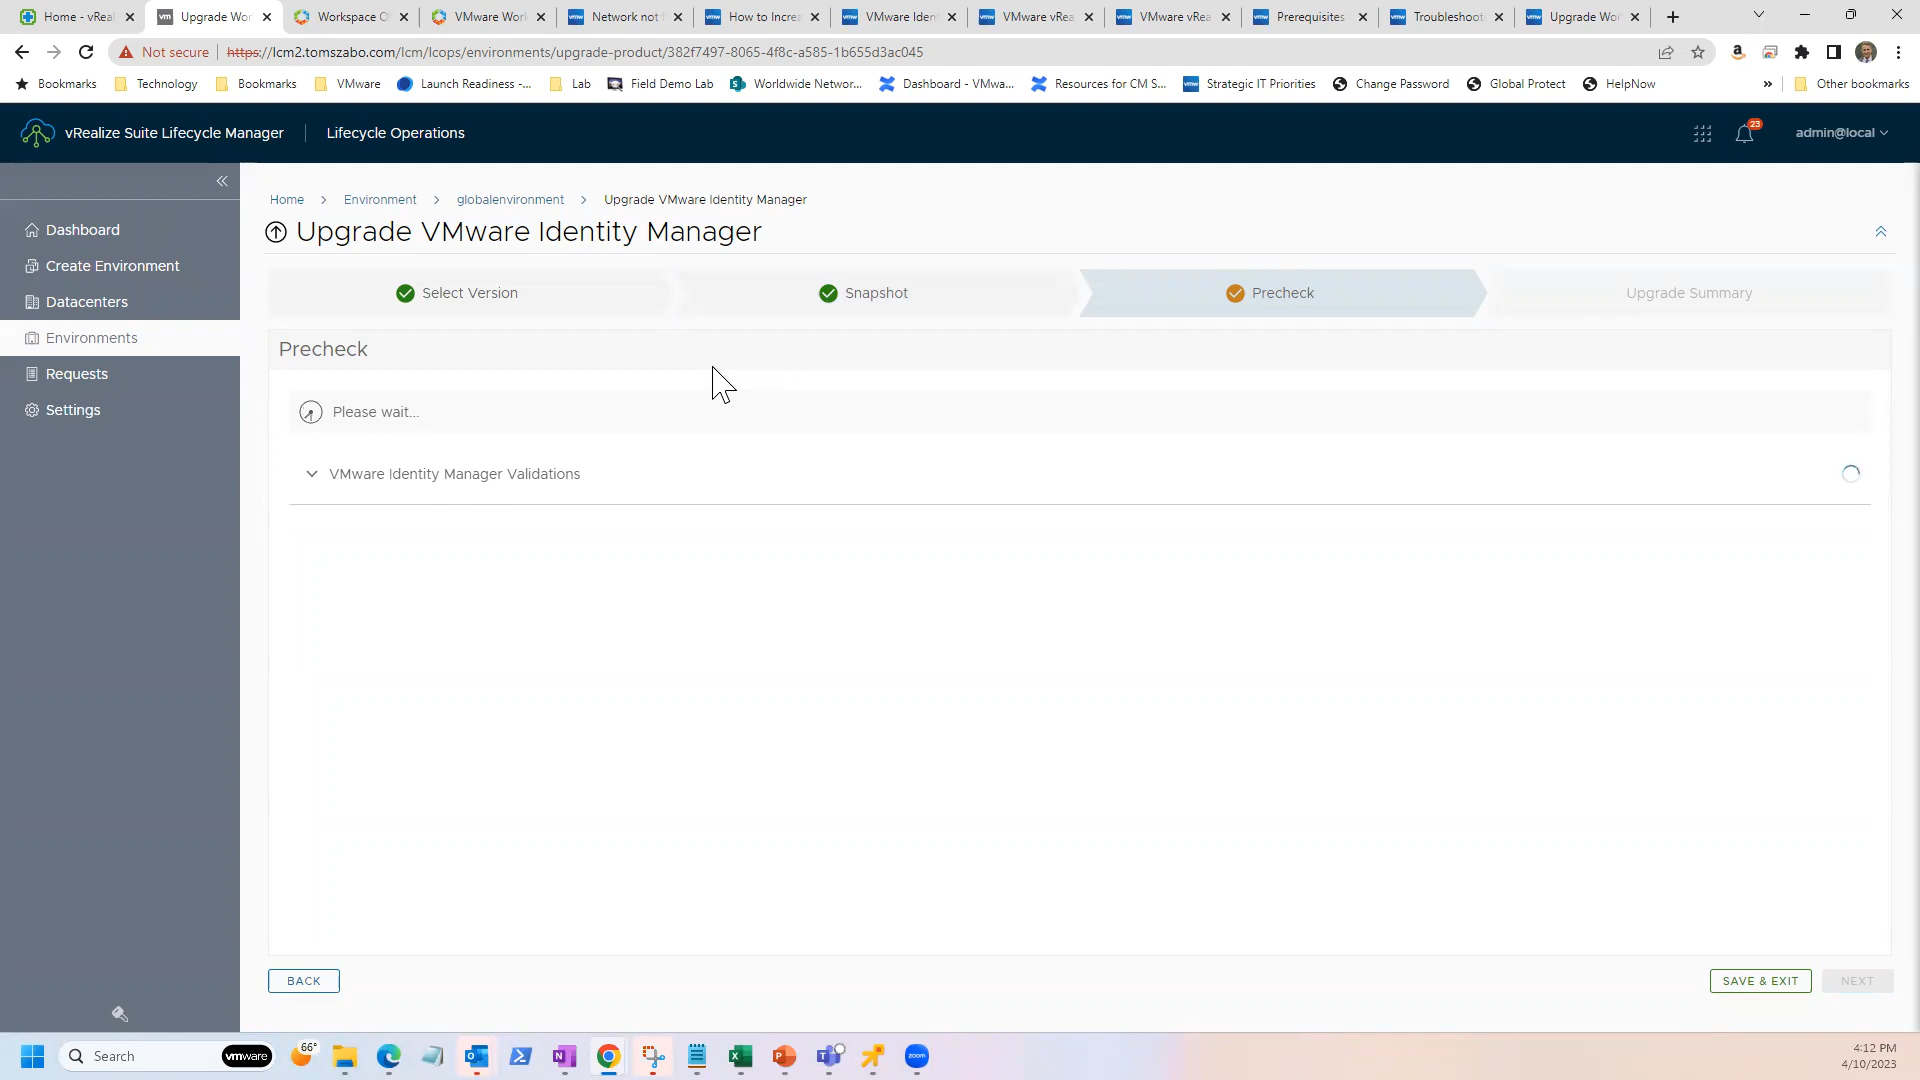 Home - vReal
Upgrade Wor
Workspace O
VMware Work
Network not f
How to Increa
VMware Ident
VMware vRea
VMware vRea
Prerequisites
Troubleshoot
Upgrade Wor
Not secure
https://lcm2.tomszabo.com/lcm/lcops/environments/upgrade-product/382f7497-8065-4f8c-a585-1b655d3ac045
Bookmarks
Technology
Bookmarks
VMware
Launch Readiness -...
Lab
Field Demo Lab
Worldwide Networ...
Dashboard - VMwa...
Resources for CM S...
Strategic IT Priorities
Change Password
Global Protect
HelpNow
»
Other bookmarks
vRealize Suite Lifecycle Manager
Lifecycle Operations
23
admin@local
Dashboard
Create Environment
Datacenters
Environments
Requests
Settings
Home > Environment > globalenvironment > Upgrade VMware Identity Manager
Upgrade VMware Identity Manager
Select Version
Snapshot
Precheck
Upgrade Summary
Precheck
Please wait...
VMware Identity Manager Validations
BACK
SAVE & EXIT
NEXT
Search
vmware
66°
zoom
4:12 PM
4/10/2023